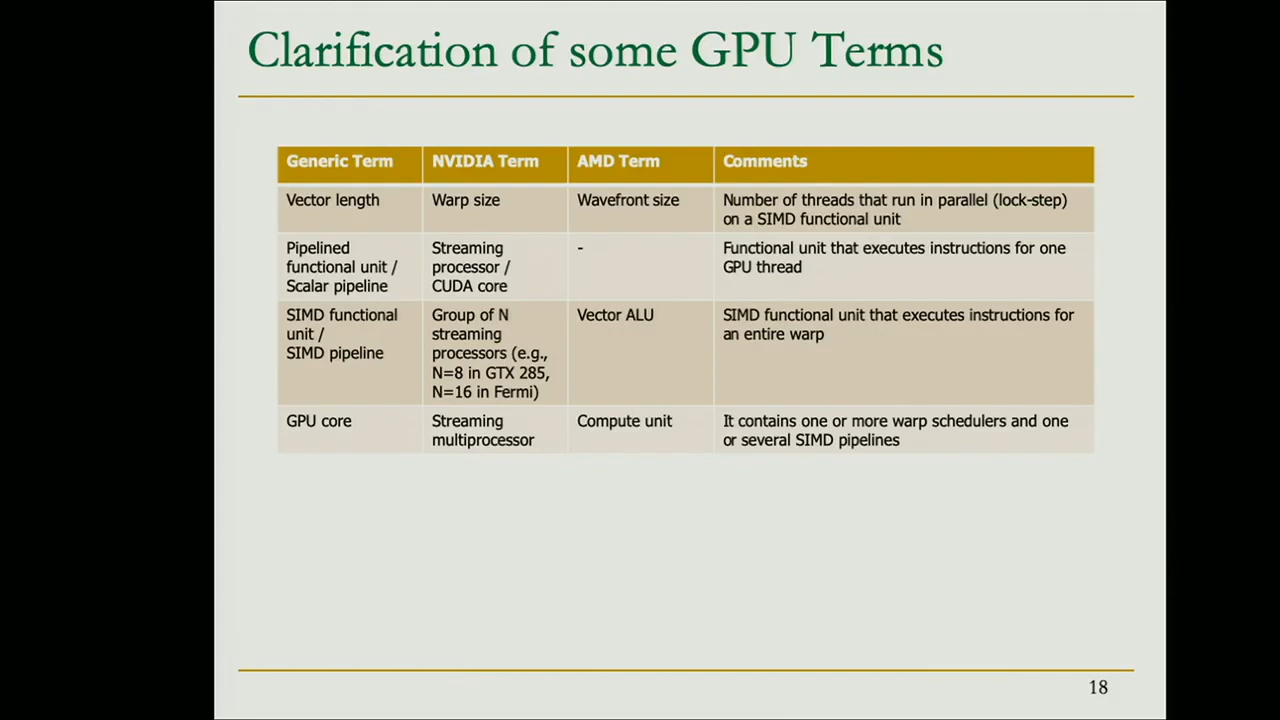 Clarification of some GPU Terms
Generic Term
NVIDIA Term
AMD Term
Comments
Vector length
Warp size
Wavefront size
Number of threads that run in parallel (lock-step)
on a SIMD functional unit
Pipelined
functional unit /
Scalar pipeline
Streaming
processor /
CUDA core
-
Functional unit that executes instructions for one
GPU thread
SIMD functional
unit /
SIMD pipeline
Group of N
streaming
processors (e.g.,
N=8 in GTX 285,
N=16 in Fermi)
Vector ALU
SIMD functional unit that executes instructions for
an entire warp
GPU core
Streaming
multiprocessor
Compute unit
It contains one or more warp schedulers and one
or several SIMD pipelines
18